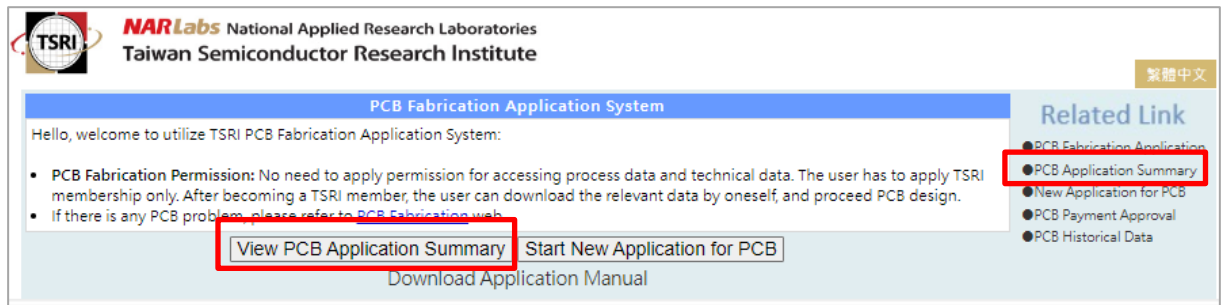 TSRI
NARLabs National Applied Research Laboratories
Taiwan Semiconductor Research Institute
繁體中文
PCB Fabrication Application System
Hello, welcome to utilize TSRI PCB Fabrication Application System:
• PCB Fabrication Permission: No need to apply permission for accessing process data and technical data. The user has to apply TSRI
membership only. After becoming a TSRI member, the user can download the relevant data by oneself, and proceed PCB design.
• If there is any PCB problem, please refer to PCB Fabrication web
View PCB Application Summary
Start New Application for PCB
Download Application Manual
Related Link
●PCB Fabrication Application
●PCB Application Summary
●New Application for PCB
●PCB Payment Approval
●PCB Historical Data